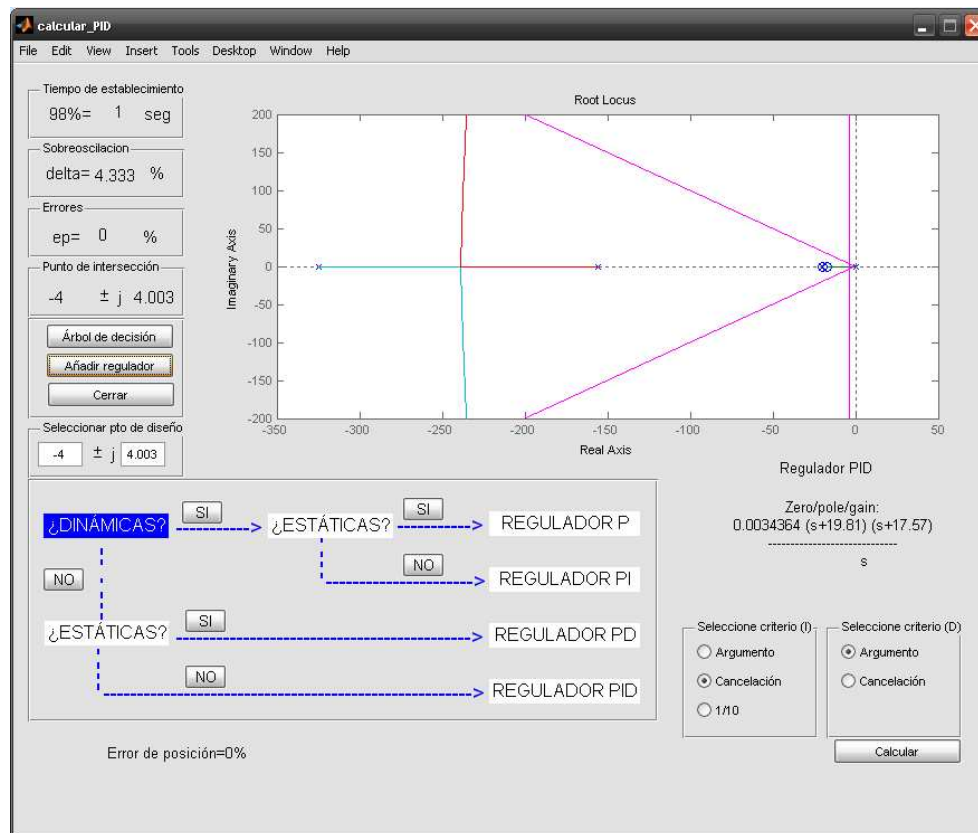 calcular_PID
File Edit View Insert Tools Desktop Window Help
Tiempo de establecimiento
98%= 1 seg
Sobreoscilacion
delta= 4.333 %
Errores
ep= 0 %
Punto de intersección
-4 ± j 4.003
Árbol de decisión
Añadir regulador
Cerrar
Seleccionar pto de diseño
-4 ± j 4.003
Root Locus
200
150
100
50
0
-50
-100
-150
-200
Imaginary Axis
-350 -300 -250 -200 -150 -100 -50 0 50
Real Axis
¿DINÁMICAS? SI ¿ESTÁTICAS? SI REGULADOR P
NO NO REGULADOR PI
¿ESTÁTICAS? SI REGULADOR PD
NO REGULADOR PID
Regulador PID
Zero/pole/gain:
0.0034364 (s+19.81) (s+17.57)
----------------------------
s
Seleccione criterio (I)
Argumento
Cancelación
1/10
Seleccione criterio (D)
Argumento
Cancelación
Calcular
Error de posición=0%